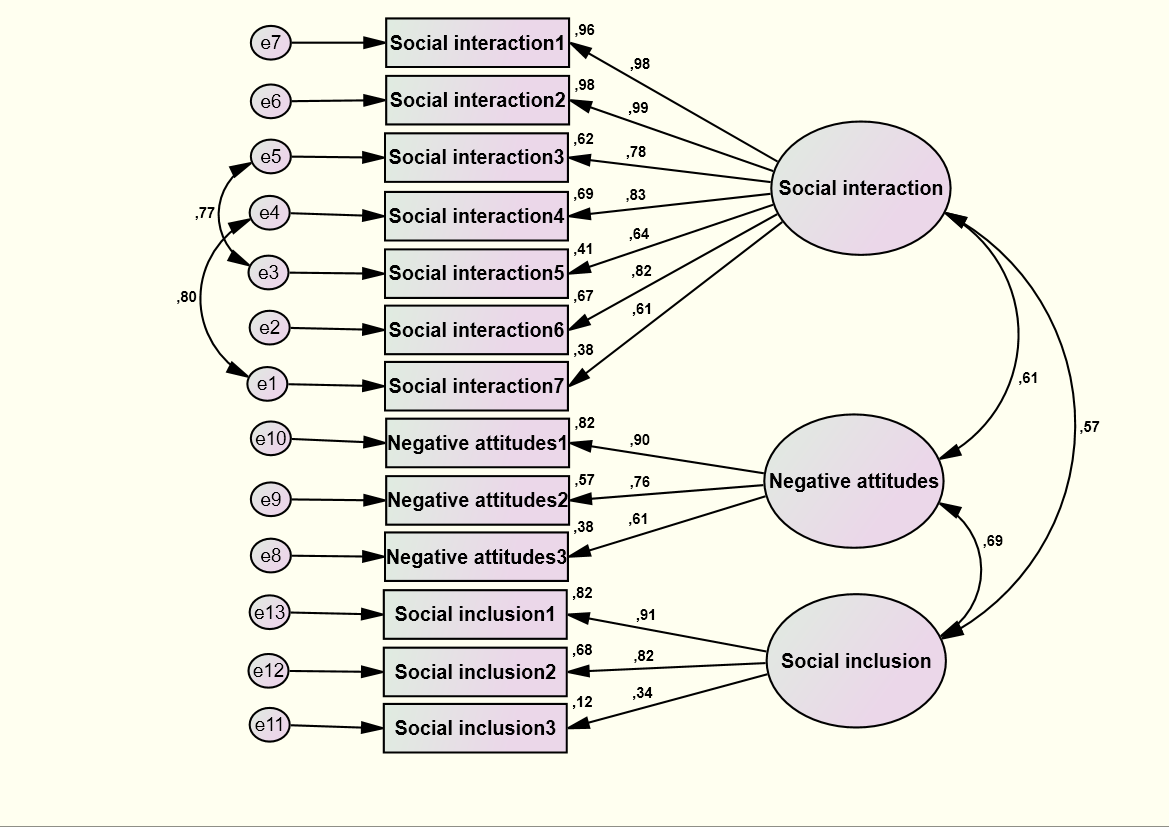 e7
Social interaction1
,96
,98
e6
Social interaction2
,98
,99
e5
Social interaction3
,62
,78
e4
Social interaction4
,69
,83
e3
Social interaction5
,41
,64
e2
Social interaction6
,67
,82
e1
Social interaction7
,38
,61
,77
,80
Social interaction
e10
Negative attitudes1
,82
,90
e9
Negative attitudes2
,57
,76
e8
Negative attitudes3
,38
,61
Negative attitudes
,61
,57
,69
e13
Social inclusion1
,82
,91
e12
Social inclusion2
,68
,82
e11
Social inclusion3
,12
,34
Social inclusion